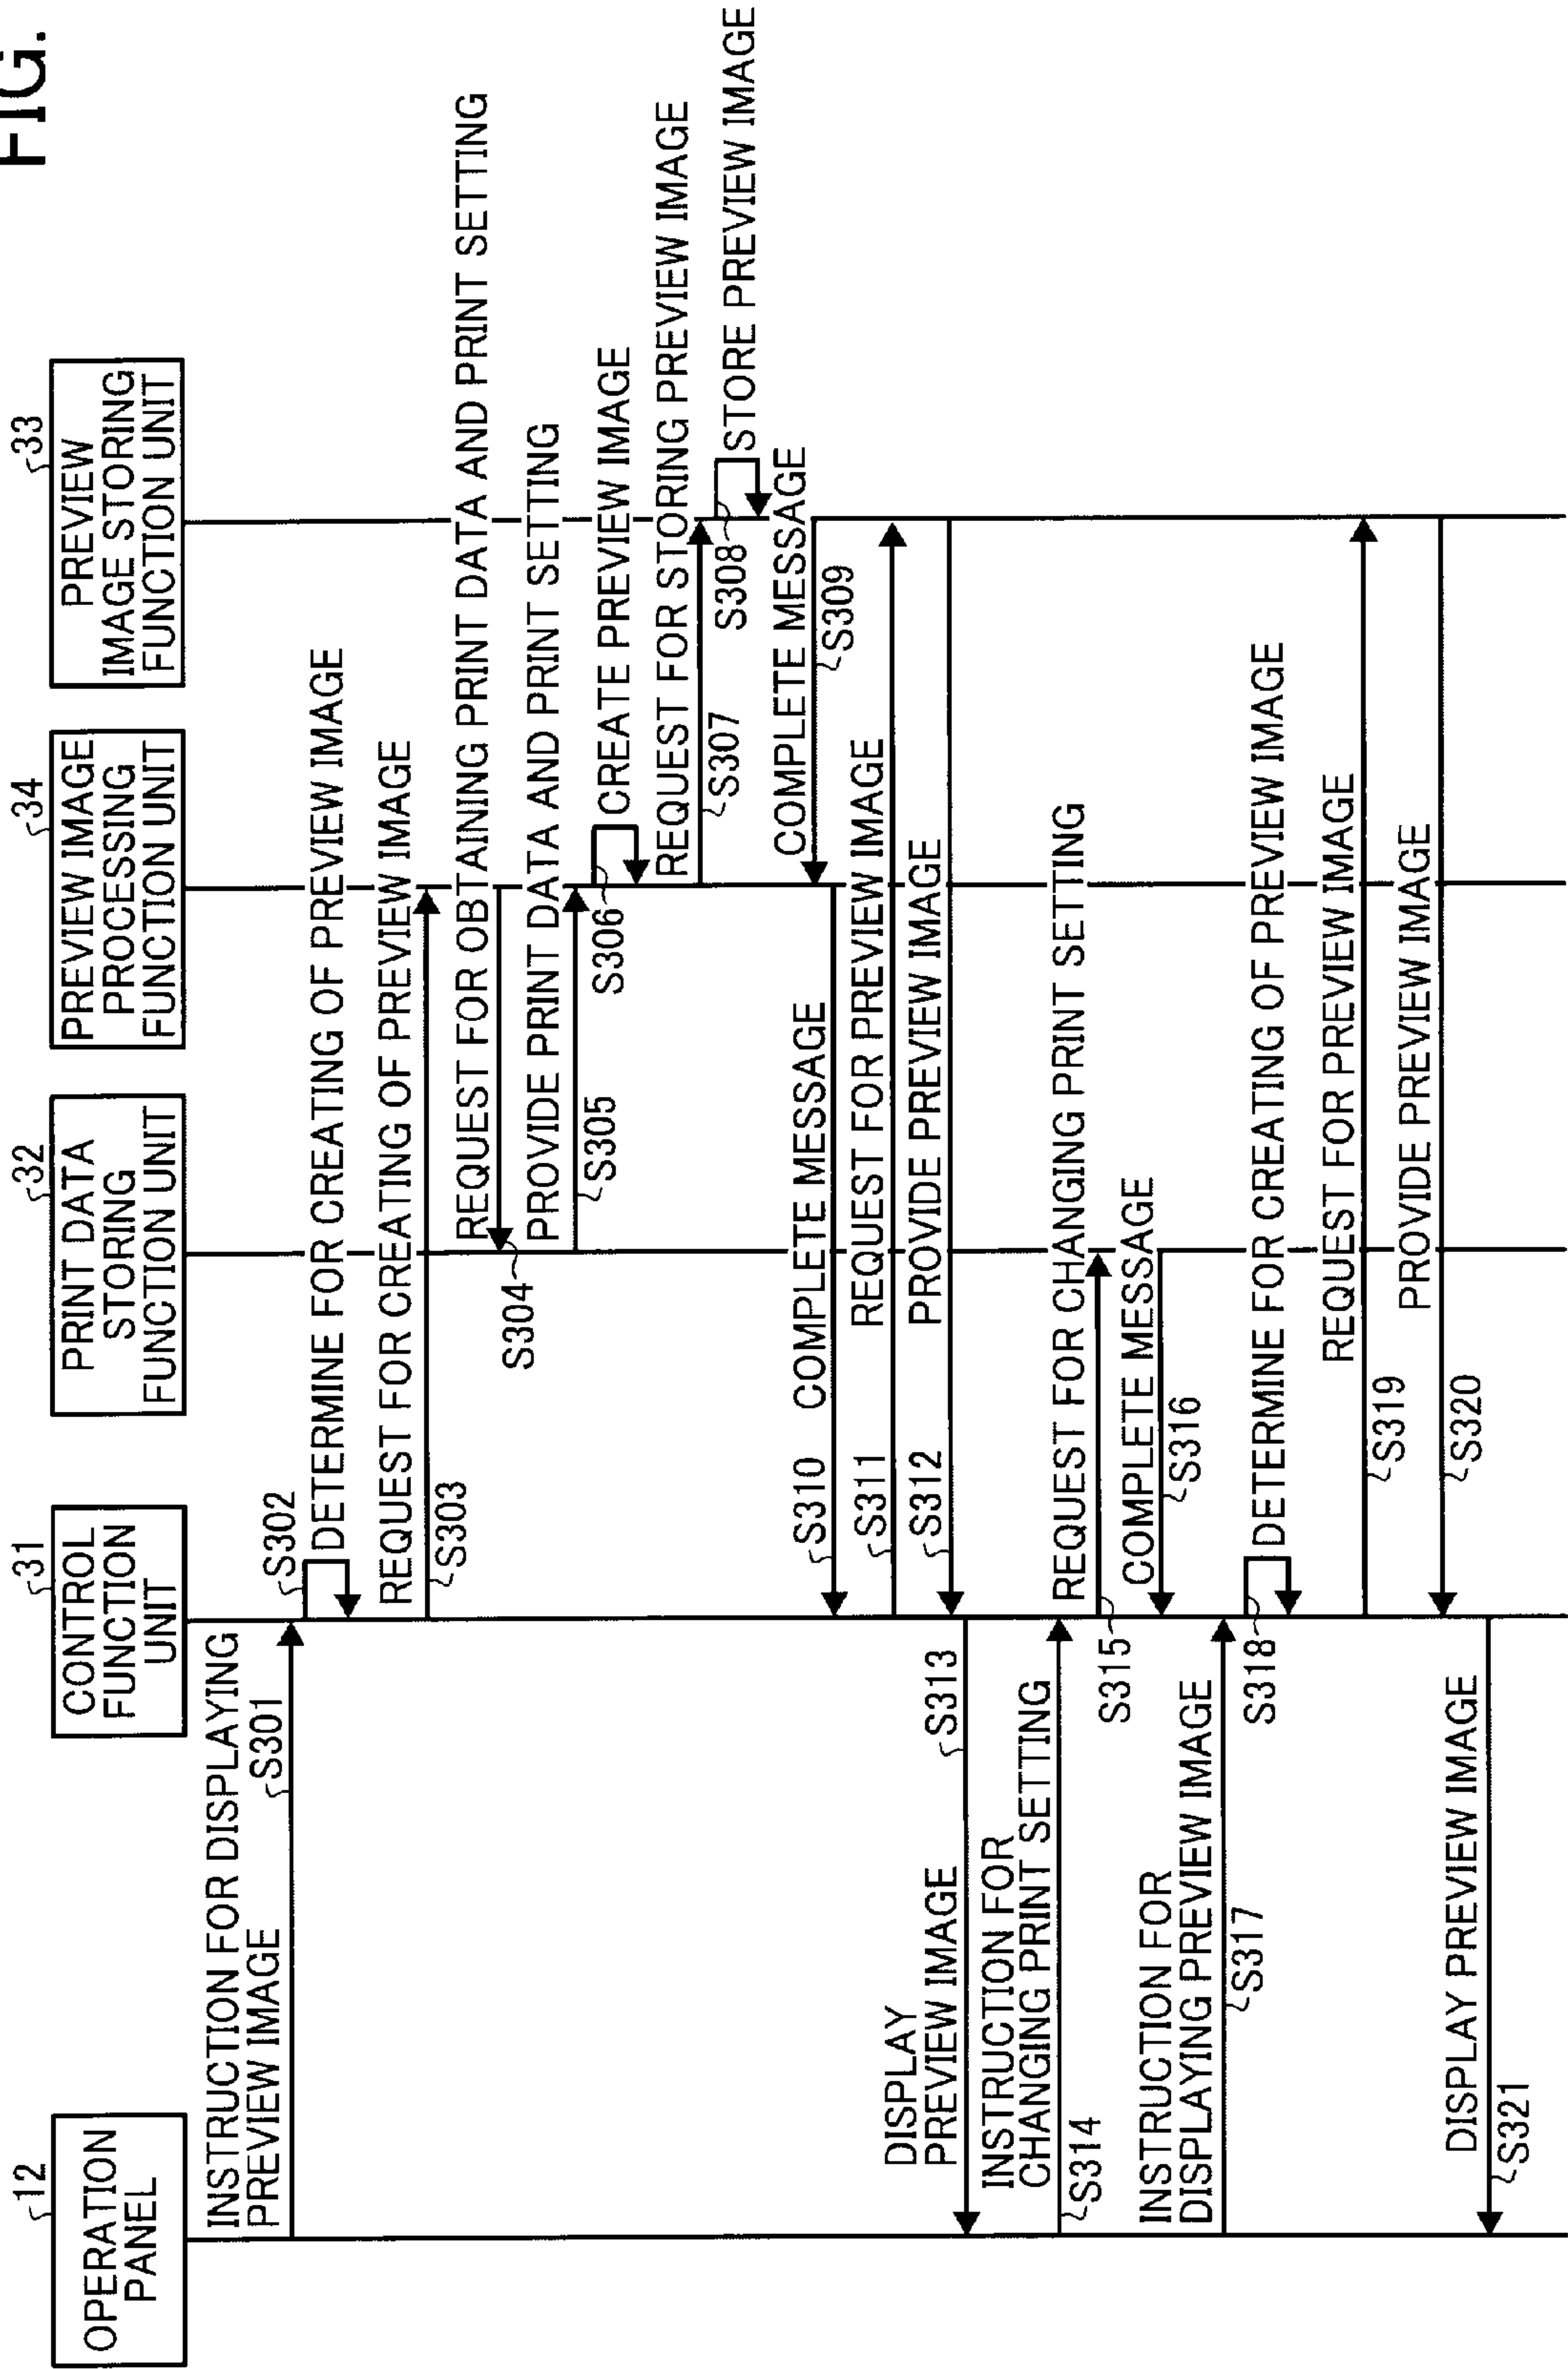 FIG.
12
OPERATION
PANEL
31
CONTROL
FUNCTION
UNIT
32
PRINT DATA
STORING
FUNCTION UNIT
34
PREVIEW IMAGE
PROCESSING
FUNCTION UNIT
33
PREVIEW
IMAGE STORING
FUNCTION UNIT
INSTRUCTION FOR DISPLAYING
PREVIEW IMAGE
S301
S302
DETERMINE FOR CREATING OF PREVIEW IMAGE
REQUEST FOR CREATING OF PREVIEW IMAGE
S303
REQUEST FOR OBTAINING PRINT DATA AND PRINT SETTING
S304
PROVIDE PRINT DATA AND PRINT SETTING
S305
CREATE PREVIEW IMAGE
S306
REQUEST FOR STORING PREVIEW IMAGE
S307
STORE PREVIEW IMAGE
S308
COMPLETE MESSAGE
S309
S310
COMPLETE MESSAGE
S311
REQUEST FOR PREVIEW IMAGE
S312
PROVIDE PREVIEW IMAGE
DISPLAY
PREVIEW IMAGE
S313
INSTRUCTION FOR
CHANGING PRINT SETTING
S314
REQUEST FOR CHANGING PRINT SETTING
S315
COMPLETE MESSAGE
S316
INSTRUCTION FOR
DISPLAYING PREVIEW IMAGE
S317
DETERMINE FOR CREATING OF PREVIEW IMAGE
S318
REQUEST FOR PREVIEW IMAGE
S319
PROVIDE PREVIEW IMAGE
S320
DISPLAY PREVIEW IMAGE
S321